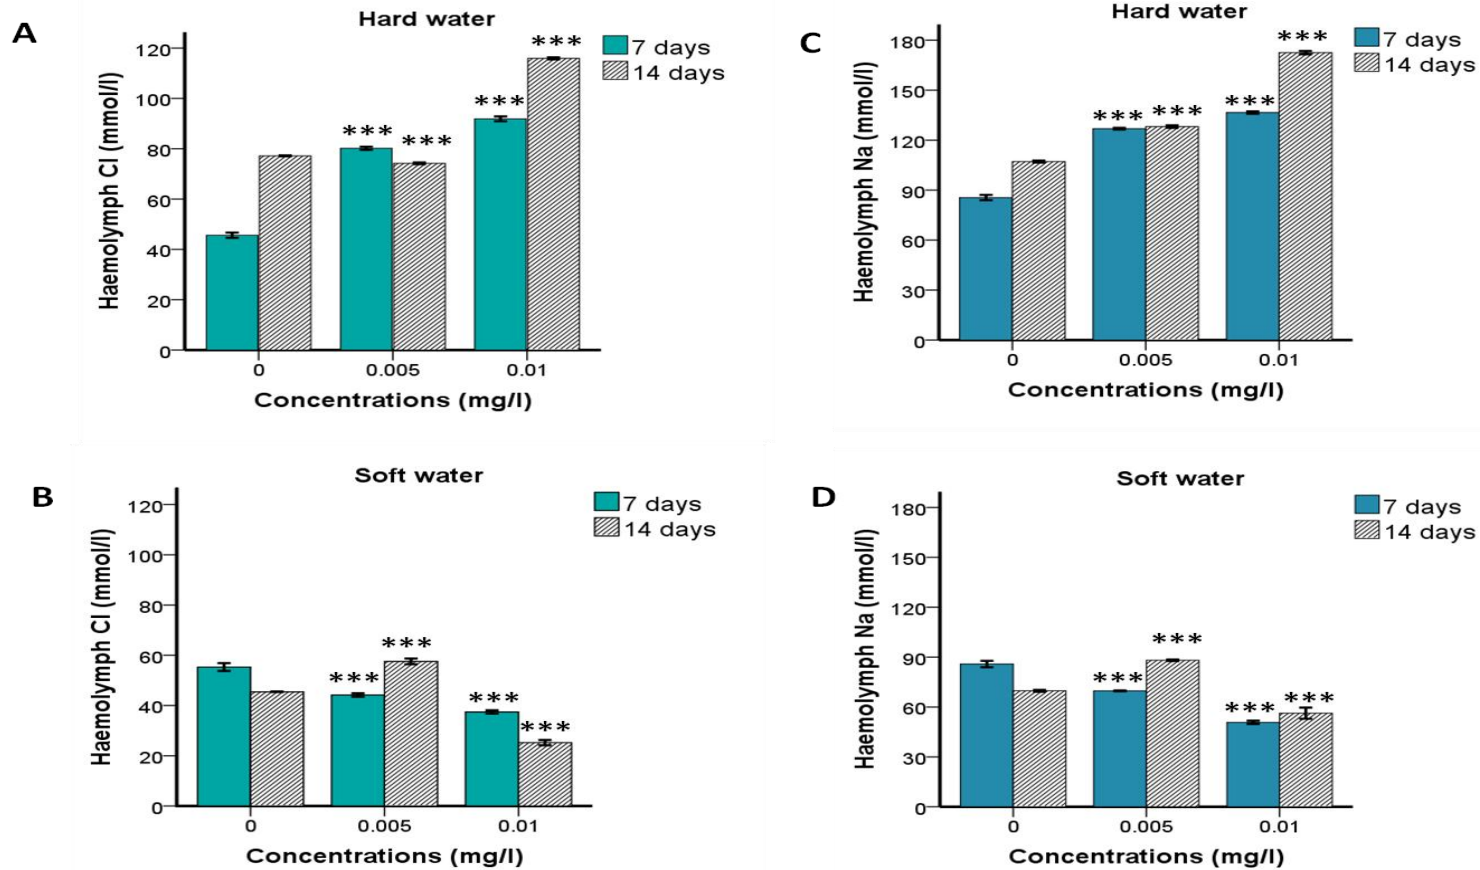 A
Hard water
7 days
14 days
Haemolymph Cl (mmol/l)
120
100
80
60
40
20
0
***
***
***
***
0
0.005
0.01
Concentrations (mg/l)
C
Hard water
7 days
14 days
Haemolymph Na (mmol/l)
180
150
120
90
60
30
0
***
***
***
***
0
0.005
0.01
Concentrations (mg/l)
B
Soft water
7 days
14 days
Haemolymph Cl (mmol/l)
120
100
80
60
40
20
0
***
***
***
***
0
0.005
0.01
Concentrations (mg/l)
D
Soft water
7 days
14 days
Haemolymph Na (mmol/l)
180
150
120
90
60
30
0
***
***
***
***
0
0.005
0.01
Concentrations (mg/l)